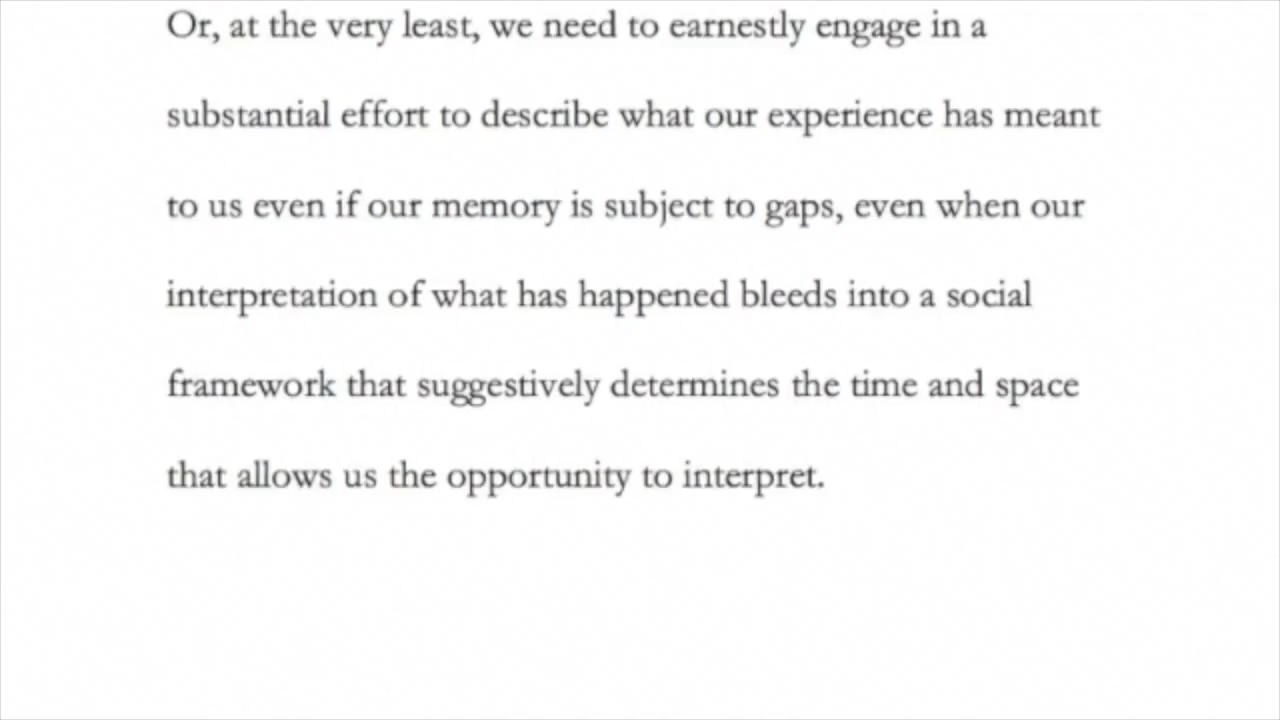 Or, at the very least, we need to earnestly engage in a
substantial effort to describe what our experience has meant
to us even if our memory is subject to gaps, even when our
interpretation of what has happened bleeds into a social
framework that suggestively determines the time and space
that allows us the opportunity to interpret.